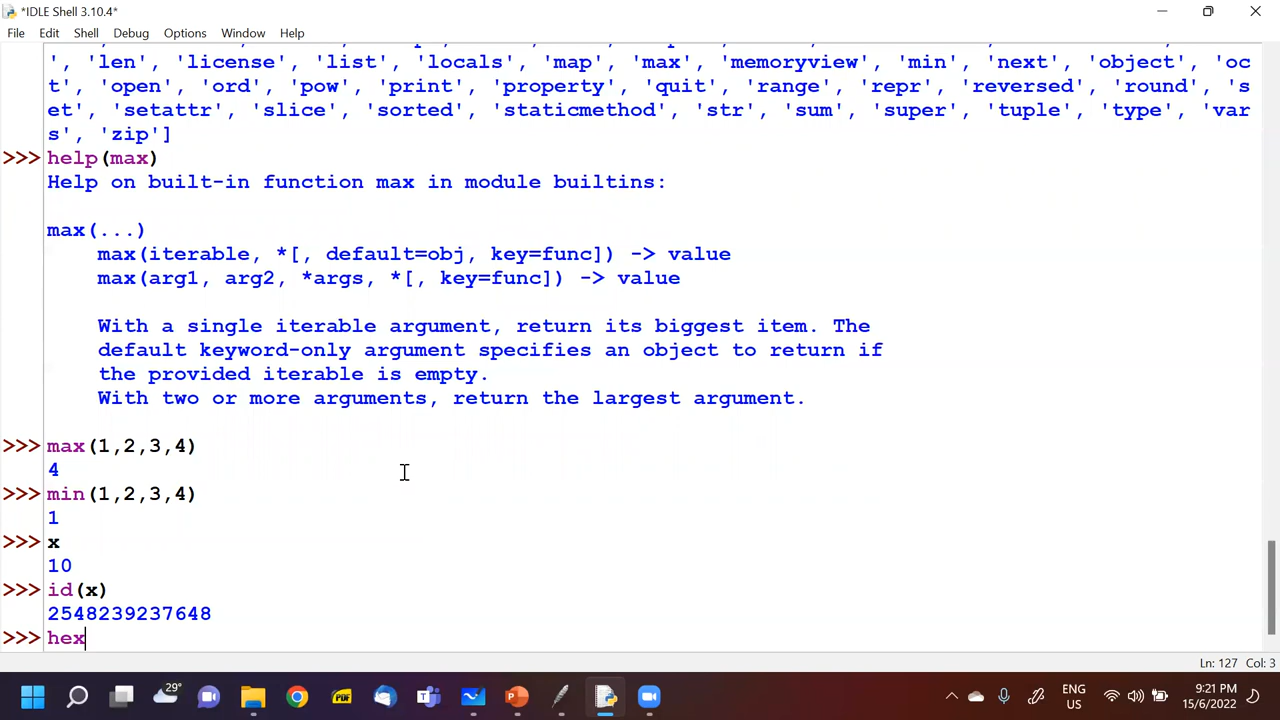 *IDLE Shell 3.10.4*
File Edit Shell Debug Options Window Help
', 'len', 'license', 'list', 'locals', 'map', 'max', 'memoryview', 'min', 'next', 'object', 'oc
t', 'open', 'ord', 'pow', 'print', 'property', 'quit', 'range', 'repr', 'reversed', 'round', 's
et', 'setattr', 'slice', 'sorted', 'staticmethod', 'str', 'sum', 'super', 'tuple', 'type', 'var
s', 'zip']
>>> help(max)
Help on built-in function max in module builtins:
max(...)
max(iterable, *[, default=obj, key=func]) -> value
max(arg1, arg2, *args, *[, key=func]) -> value
With a single iterable argument, return its biggest item. The
default keyword-only argument specifies an object to return if
the provided iterable is empty.
With two or more arguments, return the largest argument.
>>> max(1,2,3,4)
4
>>> min(1,2,3,4)
1
>>> x
10
>>> id(x)
2548239237648
>>> hex
Ln: 127 Col: 3
29°
PDF
ENG
US
9:21 PM
15/6/2022